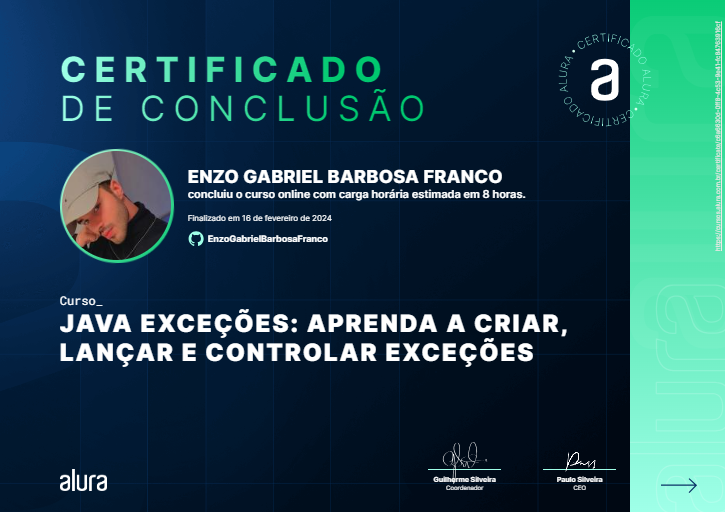 CERTIFICADO
DE CONCLUSÃO
CERTIFICADO ALURA • CERTIFICADO ALURA •
a
ENZO GABRIEL BARBOSA FRANCO
concluiu o curso online com carga horária estimada em 8 horas.
Finalizado em 16 de fevereiro de 2024
EnzoGabrielBarbosaFranco
Curso_
JAVA EXCEÇÕES: APRENDA A CRIAR,
LANÇAR E CONTROLAR EXCEÇÕES
alura
Guilherme Silveira
Coordenador
Paulo Silveira
CEO
alura